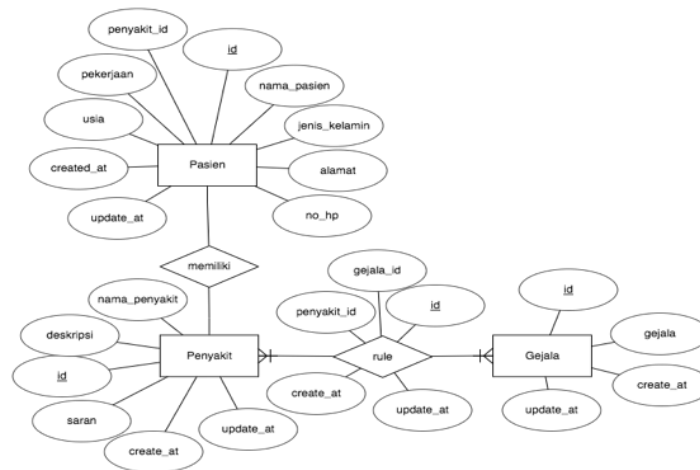 penyakit_id
id
pekerjaan
nama_pasien
usia
jenis_kelamin
Pasien
created_at
alamat
update_at
no_hp
memiliki
gejala_id
nama_penyakit
penyakit_id
id
id
deskripsi
gejala
Penyakit
rule
Gejala
id
create_at
create_at
saran
update_at
update_at
update_at
create_at